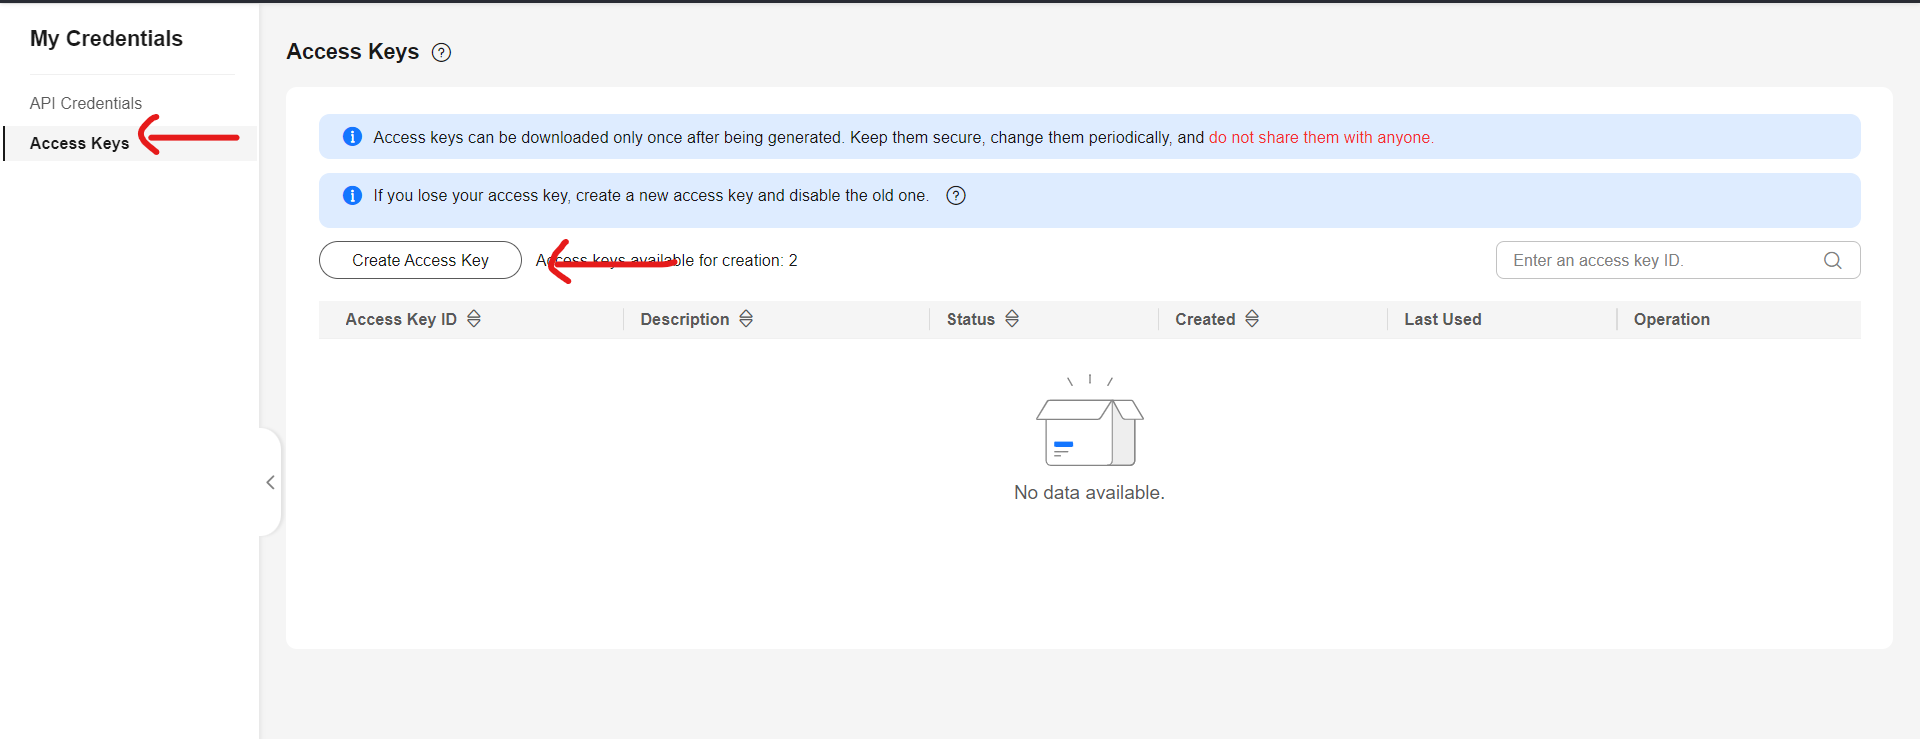 My Credentials
API Credentials
Access Keys
Access Keys
Access keys can be downloaded only once after being generated. Keep them secure, change them periodically, and do not share them with anyone.
If you lose your access key, create a new access key and disable the old one.
Create Access Key
Access keys available for creation: 2
Enter an access key ID.
Access Key ID
Description
Status
Created
Last Used
Operation
No data available.